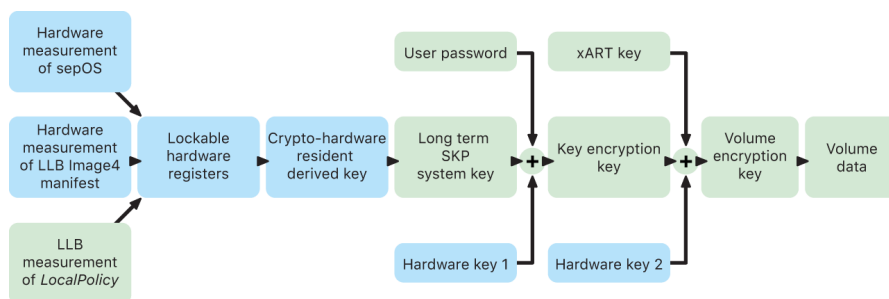 Hardware
measurement
of sepOS
User password
xART key
Hardware
measurement
of LLB Image4
manifest
Lockable
hardware
registers
Crypto-hardware
resident
derived key
Long term
SKP
system key
+
Key encryption
key
+
Volume
encryption
key
Volume
data
LLB
measurement
of LocalPolicy
Hardware key 1
Hardware key 2